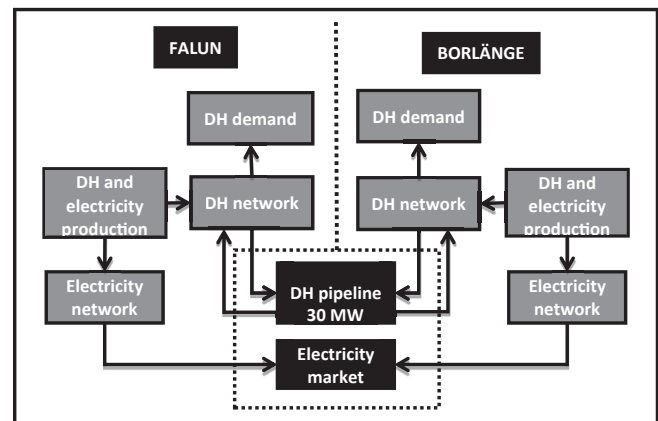 FALUN
BORLÄNGE
DH demand
DH demand
DH and
electricity
production
DH network
DH network
DH and
electricity
production
Electricity
network
DH pipeline
30 MW
Electricity
network
Electricity
market